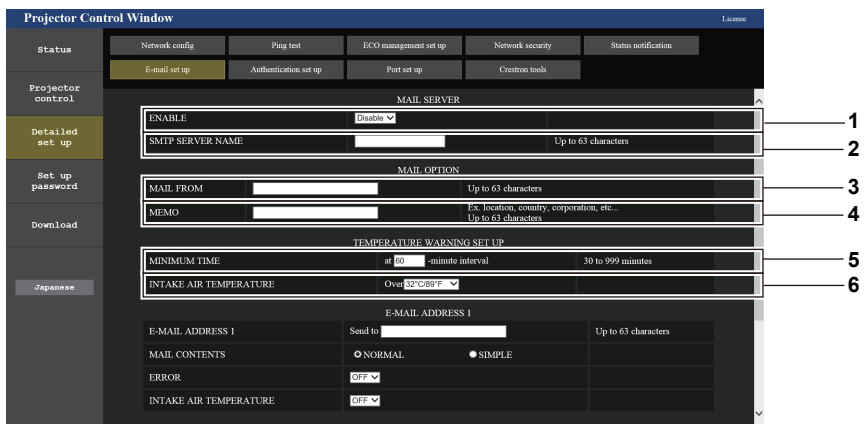 Projector Control Window License
Status
Network config Ping test ECO management set up Network security Status notification
E-mail set up Authentication set up Port set up Crestron tools
Projector
control
Detailed
set up
Set up
password
Download
Japanese
MAIL SERVER
ENABLE Disable 1
SMTP SERVER NAME Up to 63 characters 2
MAIL OPTION
MAIL FROM Up to 63 characters 3
MEMO Ex. location, country, corporation, etc... 4
Up to 63 characters
TEMPERATURE WARNING SET UP
MINIMUM TIME at 60 -minute interval 30 to 999 minutes 5
INTAKE AIR TEMPERATURE Over 32°C/89°F 6
E-MAIL ADDRESS 1
E-MAIL ADDRESS 1 Send to Up to 63 characters
MAIL CONTENTS NORMAL SIMPLE
ERROR OFF
INTAKE AIR TEMPERATURE OFF